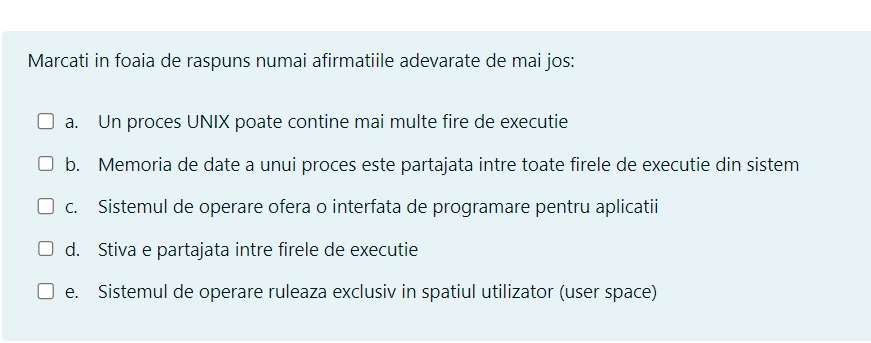 Marcati in foaia de raspuns numai afirmatiile adevarate de mai jos:
a. Un proces UNIX poate contine mai multe fire de executie
b. Memoria de date a unui proces este partajata intre toate firele de executie din sistem
c. Sistemul de operare ofera o interfata de programare pentru aplicatii
d. Stiva e partajata intre firele de executie
e. Sistemul de operare ruleaza exclusiv in spatiul utilizator (user space)